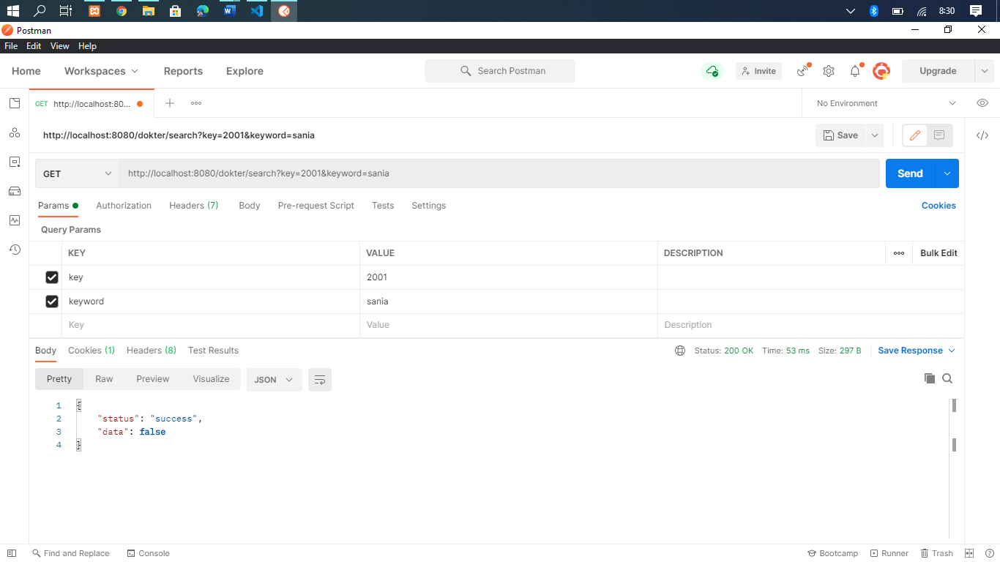 8:30
Postman
File Edit View Help
Home Workspaces Reports Explore Search Postman Invite Upgrade
GET http://localhost:80... No Environment
http://localhost:8080/dokter/search?key=2001&keyword=sania Save
GET http://localhost:8080/dokter/search?key=2001&keyword=sania Send
Params Authorization Headers (7) Body Pre-request Script Tests Settings Cookies
Query Params
KEY VALUE DESCRIPTION Bulk Edit
key 2001
keyword sania
Key Value Description
Body Cookies (1) Headers (8) Test Results Status: 200 OK Time: 53 ms Size: 297 B Save Response
Pretty Raw Preview Visualize JSON
1 {
2 "status": "success",
3 "data": false
4 }
Find and Replace Console Bootcamp Runner Trash